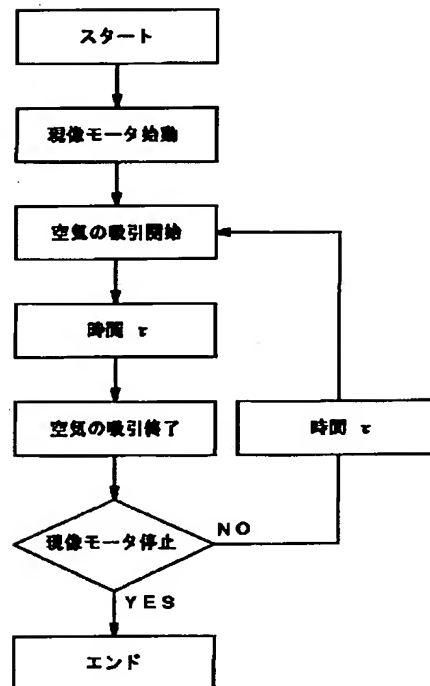 スタート
現像モータ始動
空気の吸引開始
時間 τ
空気の吸引終了
時間 τ
現像モータ停止
NO
YES
エンド